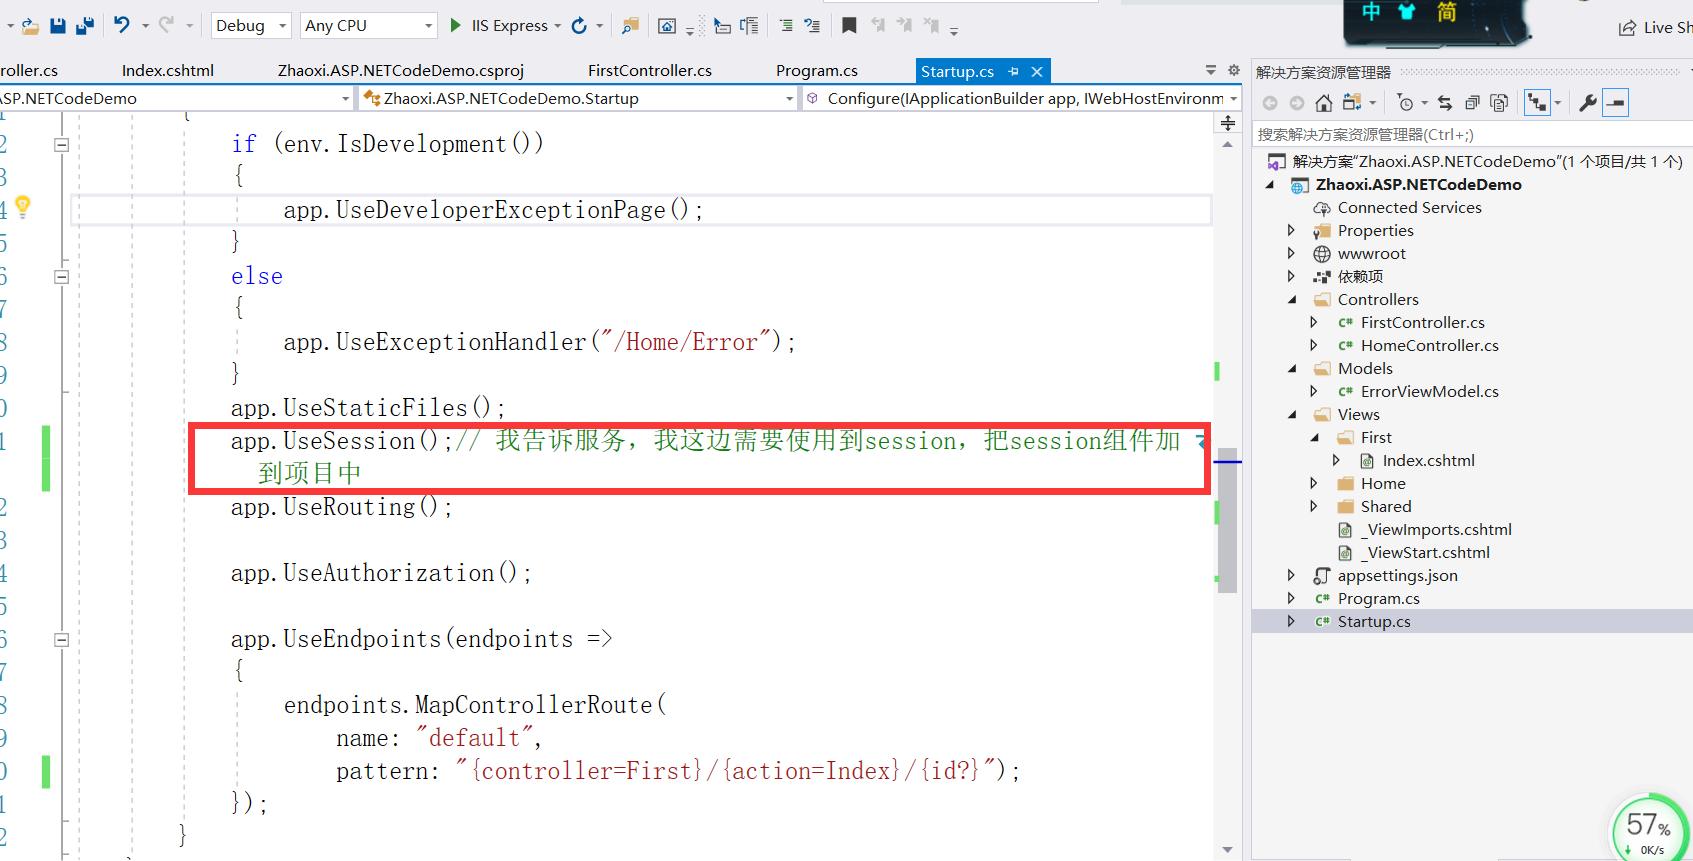 中 简
Debug Any CPU IIS Express Live Sh
roller.cs Index.cshtml Zhaoxi.ASP.NETCodeDemo.csproj FirstController.cs Program.cs Startup.cs
ASP.NETCodeDemo Zhaoxi.ASP.NETCodeDemo.Startup Configure(IApplicationBuilder app, IWebHostEnvironm
{
if (env.IsDevelopment())
{
app.UseDeveloperExceptionPage();
}
else
{
app.UseExceptionHandler("/Home/Error");
}
app.UseStaticFiles();
app.UseSession();// 我告诉服务，我这边需要使用到session，把session组件加
到项目中
app.UseRouting();
app.UseAuthorization();
app.UseEndpoints(endpoints =>
{
endpoints.MapControllerRoute(
name: "default",
pattern: "{controller=First}/{action=Index}/{id?}");
});
}
解决方案资源管理器
搜索解决方案资源管理器(Ctrl+;)
解决方案"Zhaoxi.ASP.NETCodeDemo"(1 个项目/共 1 个)
Zhaoxi.ASP.NETCodeDemo
Connected Services
Properties
wwwroot
依赖项
Controllers
C# FirstController.cs
C# HomeController.cs
Models
C# ErrorViewModel.cs
Views
First
Index.cshtml
Home
Shared
_ViewImports.cshtml
_ViewStart.cshtml
appsettings.json
C# Program.cs
C# Startup.cs
57%
0K/s